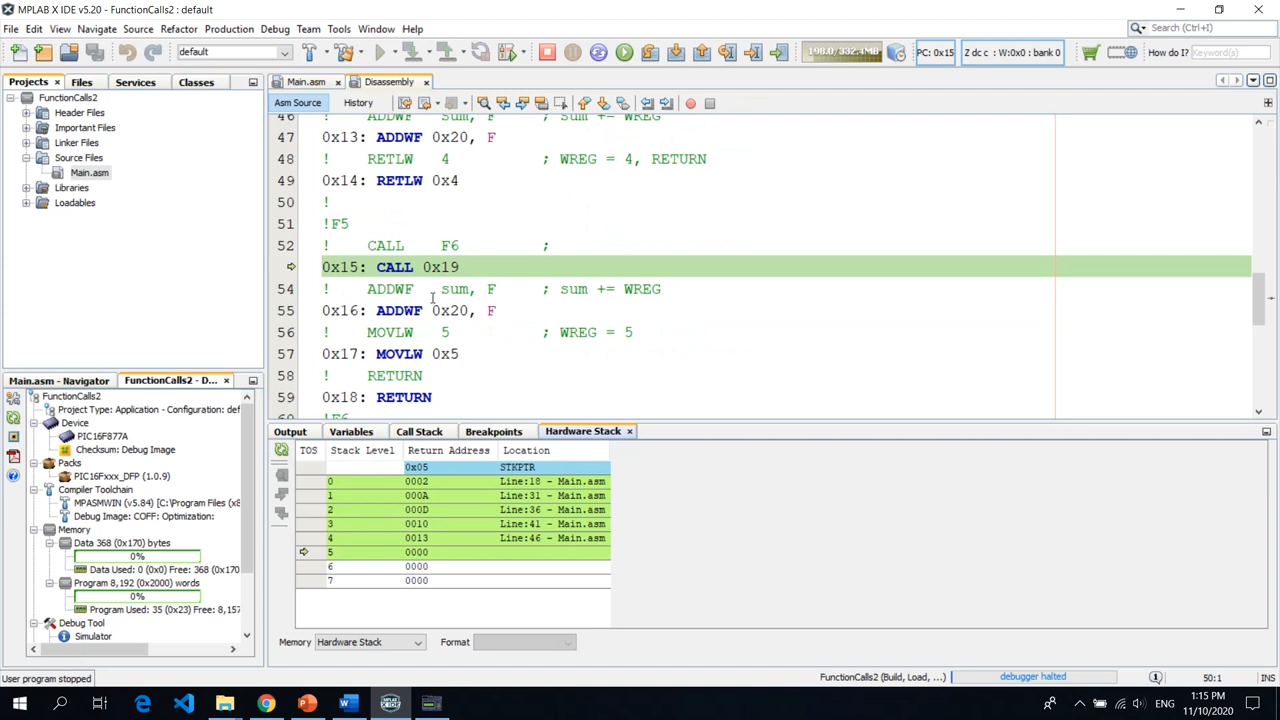 MPLAB X IDE v5.20 - FunctionCalls2 : default
File Edit View Navigate Source Refactor Production Debug Team Tools Window Help
Search (Ctrl+I)
default
198.0/332.4MB
PC: 0x15
Z dc c : W:0x0 : bank 0
How do I?
Keyword(s)
Projects Files Services Classes
FunctionCalls2
Header Files
Important Files
Linker Files
Source Files
Main.asm
Libraries
Loadables
Main.asm Disassembly
Asm Source History
46 ! ADDWF sum, F ; sum += WREG
47 0x13: ADDWF 0x20, F
48 ! RETLW 4 ; WREG = 4, RETURN
49 0x14: RETLW 0x4
50 !
51 !F5
52 ! CALL F6 ;
0x15: CALL 0x19
54 ! ADDWF sum, F ; sum += WREG
55 0x16: ADDWF 0x20, F
56 ! MOVLW 5 ; WREG = 5
57 0x17: MOVLW 0x5
58 ! RETURN
59 0x18: RETURN
60 !F6
Main.asm - Navigator FunctionCalls2 - D...
FunctionCalls2
Project Type: Application - Configuration: def
Device
PIC16F877A
Checksum: Debug Image
Packs
PIC16Fxxx_DFP (1.0.9)
Compiler Toolchain
MPASMWIN (v5.84) [C:\Program Files (x8
Debug Image: COFF: Optimization:
Memory
Data 368 (0x170) bytes
0%
Data Used: 0 (0x0) Free: 368 (0x170
Program 8,192 (0x2000) words
0%
Program Used: 35 (0x23) Free: 8,157
Debug Tool
Simulator
Output Variables Call Stack Breakpoints Hardware Stack
TOS Stack Level Return Address Location
0x05 STKPTR
0 0002 Line:18 - Main.asm
1 000A Line:31 - Main.asm
2 000D Line:36 - Main.asm
3 0010 Line:41 - Main.asm
4 0013 Line:46 - Main.asm
5 0000
6 0000
7 0000
Memory Hardware Stack Format
User program stopped
FunctionCalls2 (Build, Load, ...)
debugger halted
50:1 INS
ENG
1:15 PM
11/10/2020